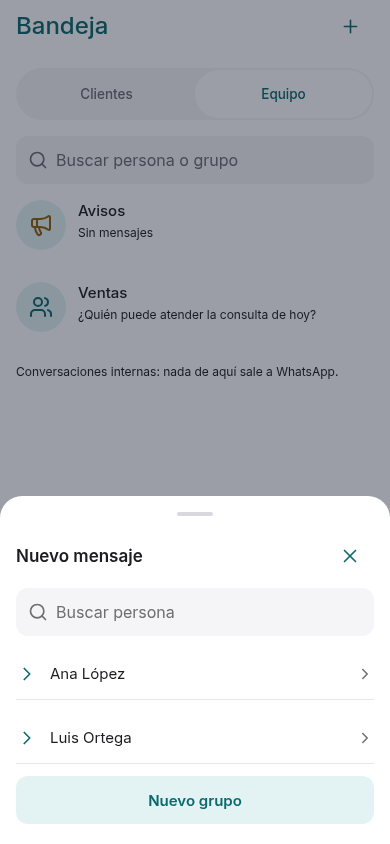 Bandeja
Clientes
Equipo
Buscar persona o grupo
Avisos
Sin mensajes
Ventas
¿Quién puede atender la consulta de hoy?
Conversaciones internas: nada de aquí sale a WhatsApp.
Nuevo mensaje
Buscar persona
Ana López
Luis Ortega
Nuevo grupo